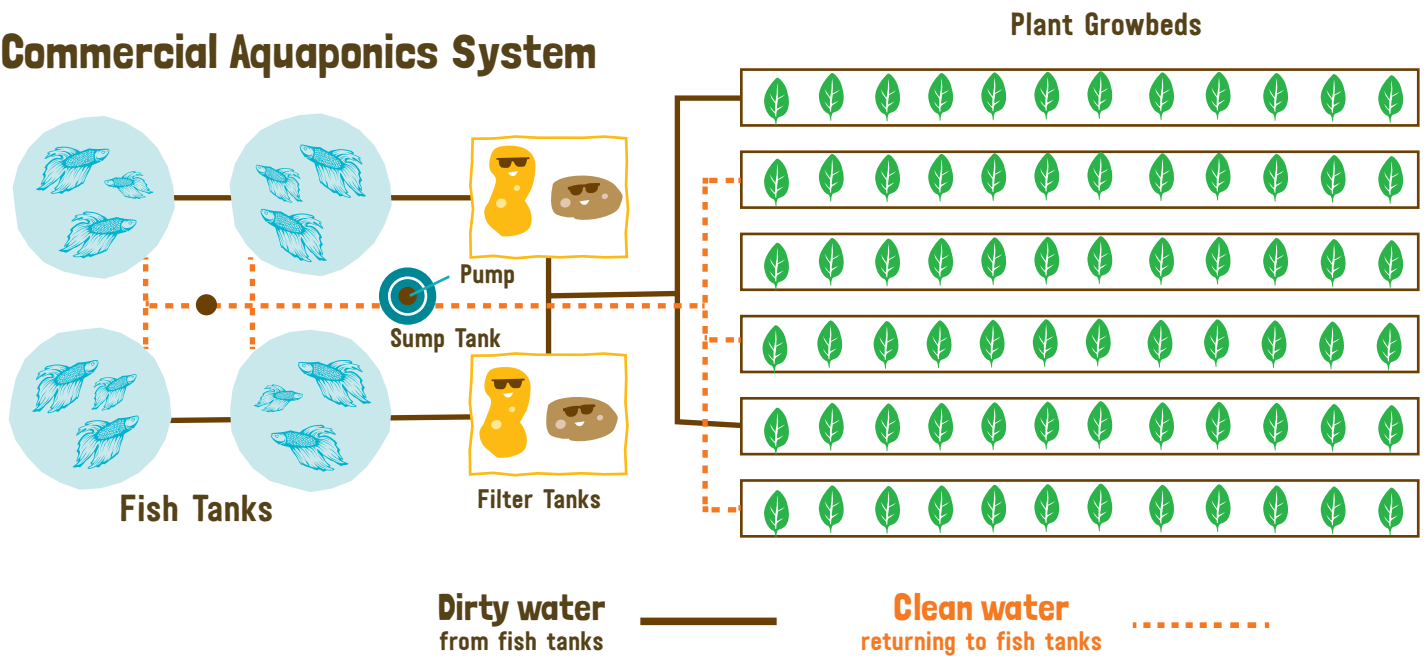 Commercial Aquaponics System
Plant Growbeds
Pump
Sump Tank
Fish Tanks
Filter Tanks
Dirty water
from fish tanks
Clean water
returning to fish tanks